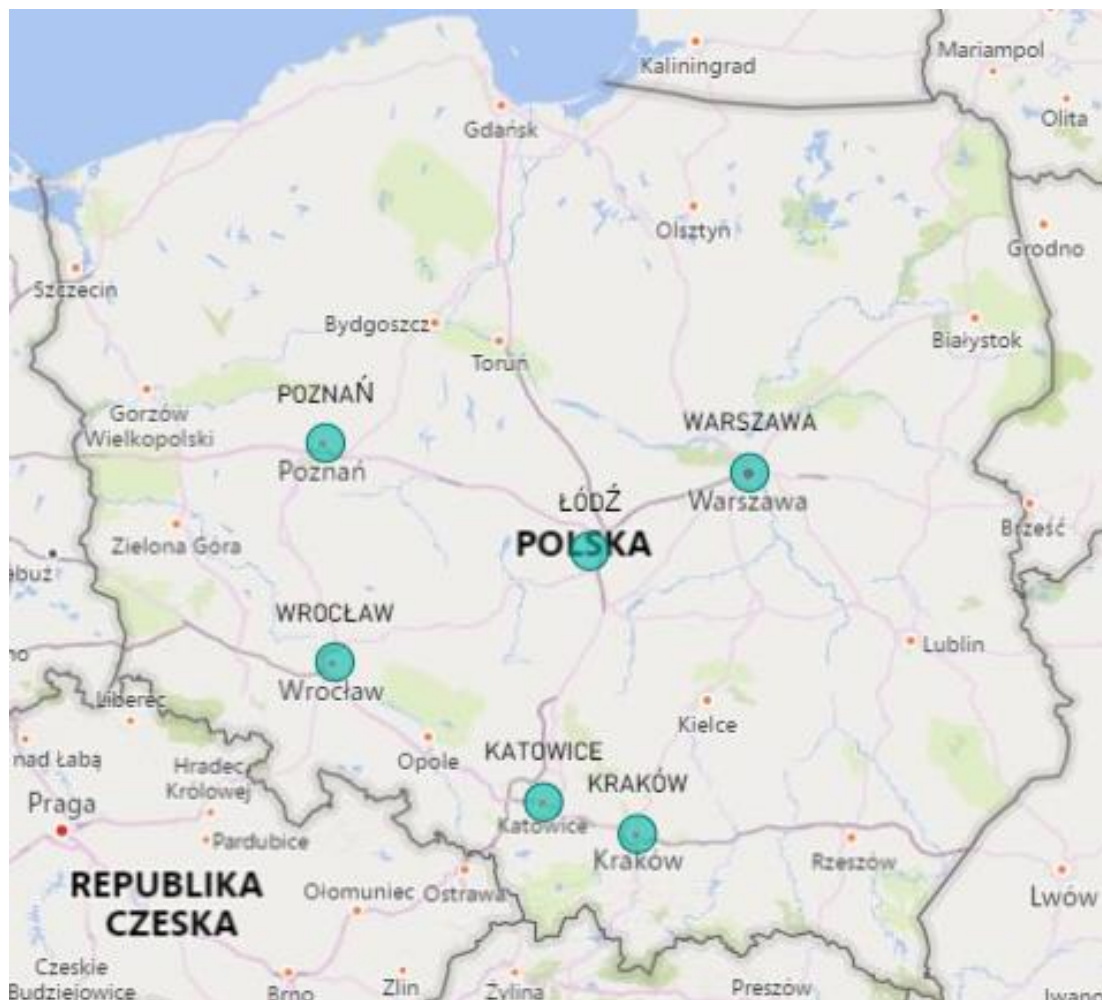 Kaliningrad
Mariampol
Olita
Gdańsk
Olsztyn
Grodno
Szczecin
Bydgoszcz
Toruń
Białystok
POZNAŃ
Gorzów
Wielkopolski
WARSZAWA
Poznań
Warszawa
ŁÓDŹ
POLSKA
Brześć
Zielona Góra
WROCŁAW
Lublin
Wrocław
Liberec
Kielce
Opole
KATOWICE
nad Łabą
Hradec
Królowej
KRAKÓW
Praga
Katowice
Pardubice
Kraków
Rzeszów
REPUBLIKA
CZESKA
Ołomuniec
Ostrawa
Lwów
Czeskie
Budziejowice
Brno
Zlin
Żylina
Preszów